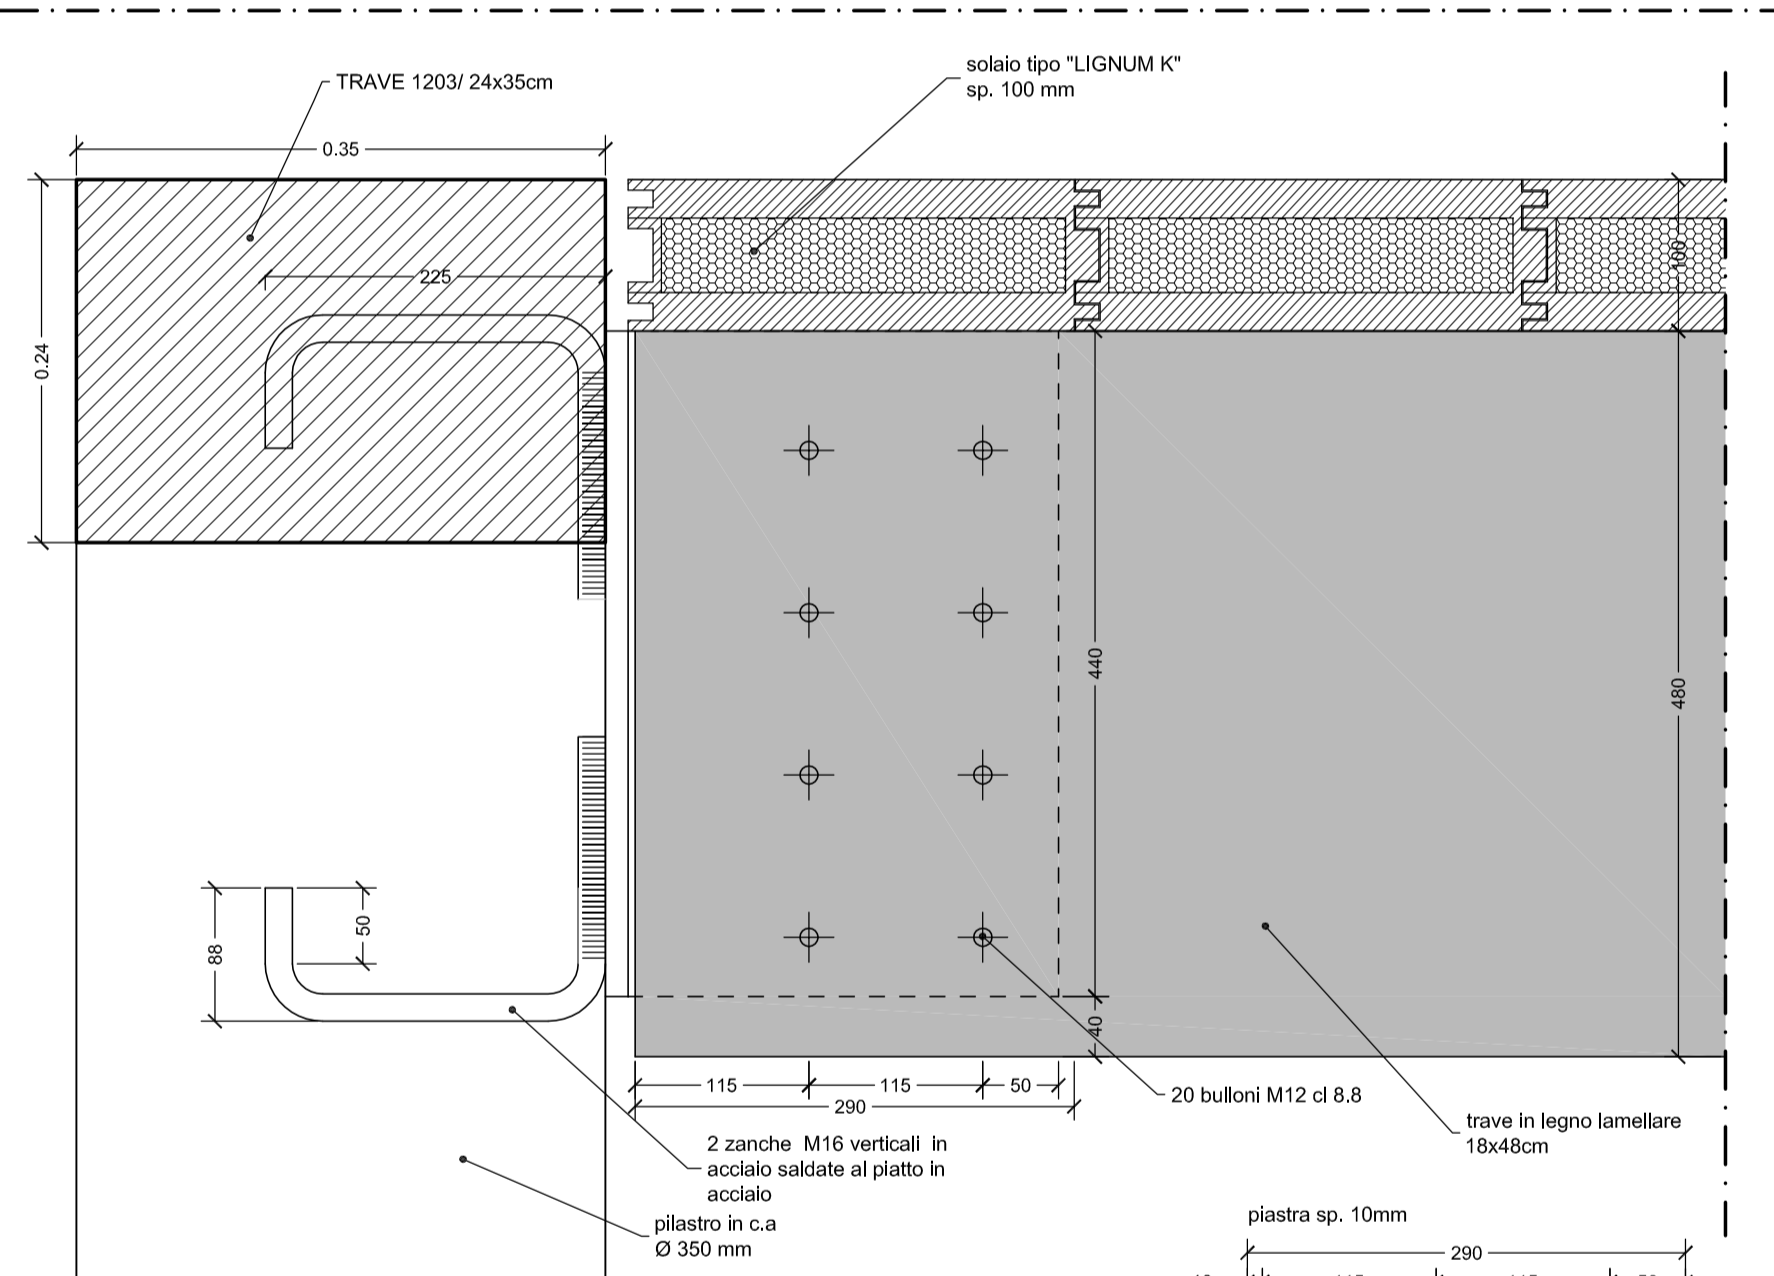 TRAVE 1203/ 24x35cm
solaio tipo "LIGNUM K"
sp. 100 mm
0.35
225
0.24
100
440
480
50
88
40
115
115
50
290
20 bulloni M12 cl 8.8
trave in legno lamellare
18x48cm
2 zanche M16 verticali in
acciaio saldate al piatto in
acciaio
pilastro in c.a
Ø 350 mm
piastra sp. 10mm
290